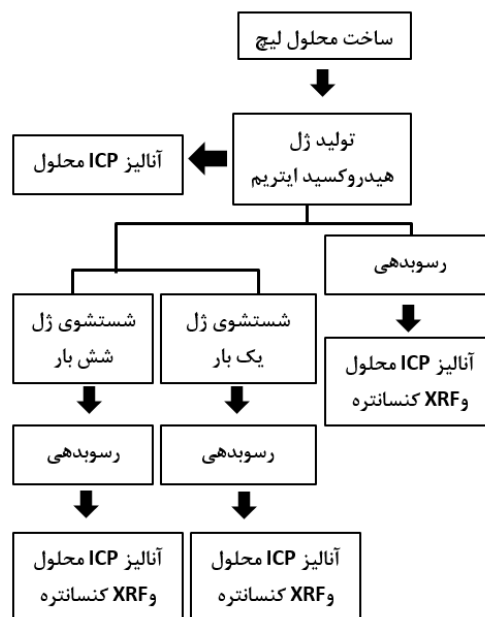 ساخت محلول لیچ
تولید ژل
هیدروکسید ایتریم
آنالیز ICP محلول
رسوبدهی
آنالیز ICP محلول
وXRF کنسانتره
شستشوی ژل
یک بار
شستشوی ژل
شش بار
رسوبدهی
رسوبدهی
آنالیز ICP محلول
وXRF کنسانتره
آنالیز ICP محلول
وXRF کنسانتره